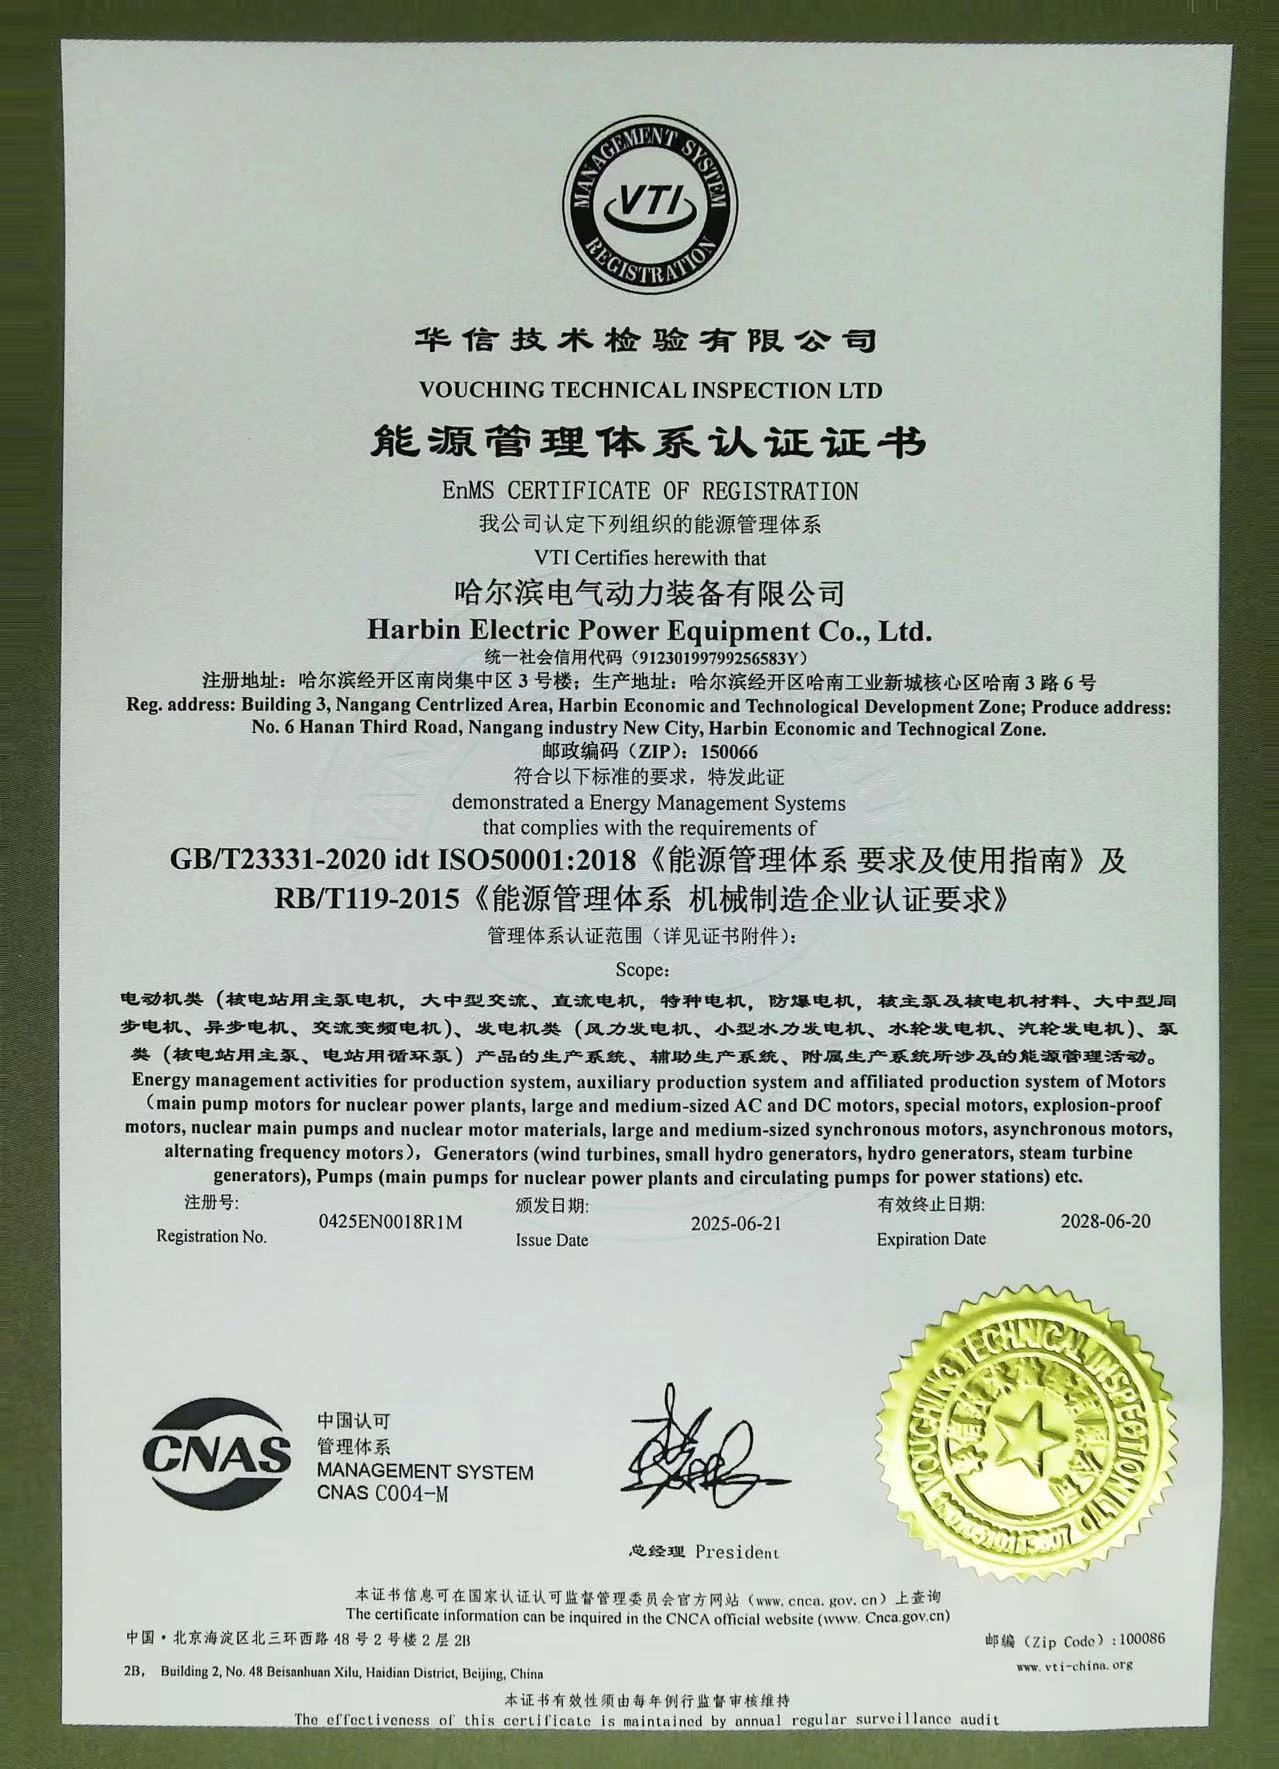 MANAGEMENT SYSTEM
VTI
REGISTRATION
华信技术检验有限公司
VOUCHING TECHNICAL INSPECTION LTD
能源管理体系认证证书
EnMS CERTIFICATE OF REGISTRATION
我公司认定下列组织的能源管理体系
VTI Certifies herewith that
哈尔滨电气动力装备有限公司
Harbin Electric Power Equipment Co., Ltd.
统一社会信用代码（91230199799256583Y）
注册地址：哈尔滨经开区南岗集中区 3 号楼；生产地址：哈尔滨经开区哈南工业新城核心区哈南 3 路 6 号
Reg. address: Building 3, Nangang Centrlized Area, Harbin Economic and Technological Development Zone; Produce address:
No. 6 Hanan Third Road, Nangang industry New City, Harbin Economic and Technogical Zone.
邮政编码（ZIP）：150066
符合以下标准的要求，特发此证
demonstrated a Energy Management Systems
that complies with the requirements of
GB/T23331-2020 idt ISO50001:2018《能源管理体系 要求及使用指南》及
RB/T119-2015《能源管理体系 机械制造企业认证要求》
管理体系认证范围（详见证书附件）：
Scope:
电动机类（核电站用主泵电机，大中型交流、直流电机，特种电机，防爆电机，核主泵及核电机材料、大中型同
步电机、异步电机、交流变频电机）、发电机类（风力发电机、小型水力发电机、水轮发电机、汽轮发电机）、泵
类（核电站用主泵、电站用循环泵）产品的生产系统、辅助生产系统、附属生产系统所涉及的能源管理活动。
Energy management activities for production system, auxiliary production system and affiliated production system of Motors
（main pump motors for nuclear power plants, large and medium-sized AC and DC motors, special motors, explosion-proof
motors, nuclear main pumps and nuclear motor materials, large and medium-sized synchronous motors, asynchronous motors,
alternating frequency motors）, Generators (wind turbines, small hydro generators, hydro generators, steam turbine
generators), Pumps (main pumps for nuclear power plants and circulating pumps for power stations) etc.
注册号: 0425EN0018R1M 颁发日期: 2025-06-21 有效终止日期: 2028-06-20
Registration No. Issue Date Expiration Date
CNAS
中国认可
管理体系
MANAGEMENT SYSTEM
CNAS C004-M
总经理 President
VOUCHING TECHNICAL INSPECTION LTD
本证书信息可在国家认证认可监督管理委员会官方网站（www.cnca.gov.cn）上查询
The certificate information can be inquired in the CNCA official website (www. Cnca.gov.cn)
中国·北京海淀区北三环西路 48 号 2 号楼 2 层 2B 邮编（Zip Code）:100086
2B, Building 2, No. 48 Beisanhuan Xilu, Haidian District, Beijing, China www.vti-china.org
本证书有效性须由每年例行监督审核维持
The effectiveness of this certificate is maintained by annual regular surveillance audit